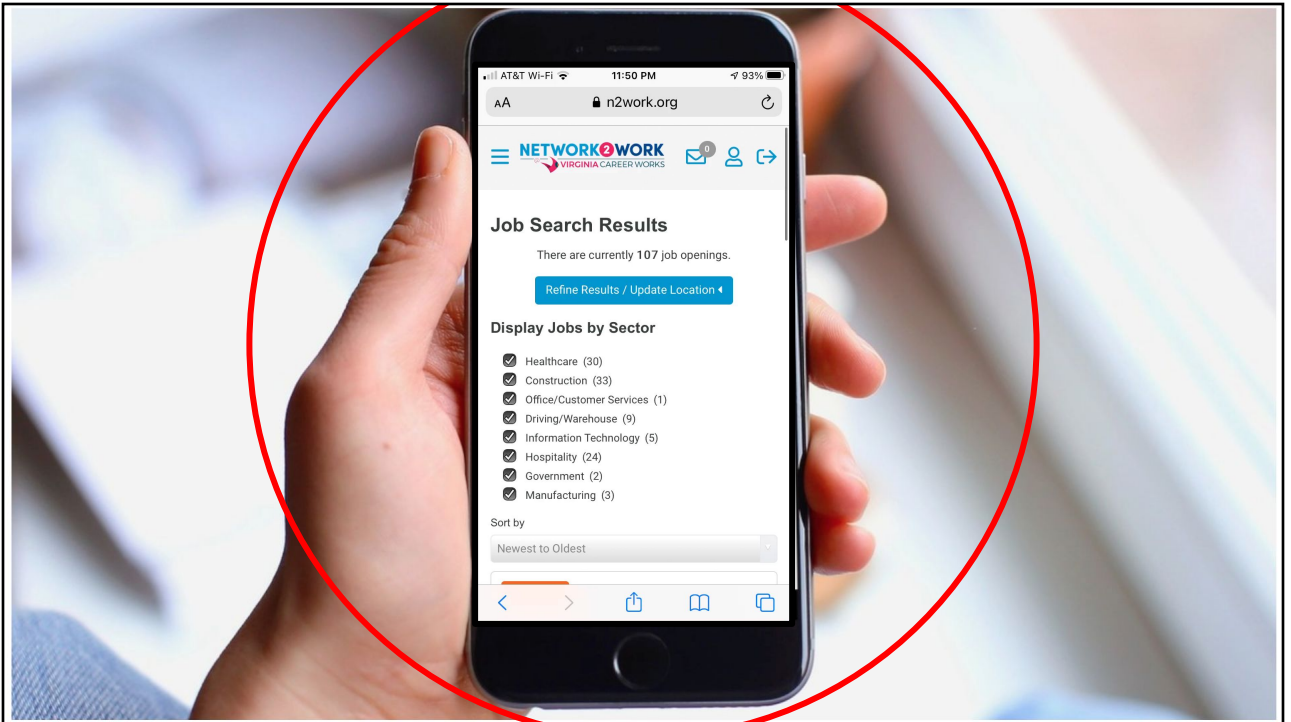 AT&T Wi-Fi 11:50 PM 93%
AA n2work.org
NETWORK2WORK 0
VIRGINIA CAREER WORKS
Job Search Results
There are currently 107 job openings.
Refine Results / Update Location
Display Jobs by Sector
Healthcare (30)
Construction (33)
Office/Customer Services (1)
Driving/Warehouse (9)
Information Technology (5)
Hospitality (24)
Government (2)
Manufacturing (3)
Sort by
Newest to Oldest